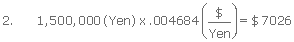 2. 1,500,000 (Yen) x .004684 ($/Yen) = $ 7026